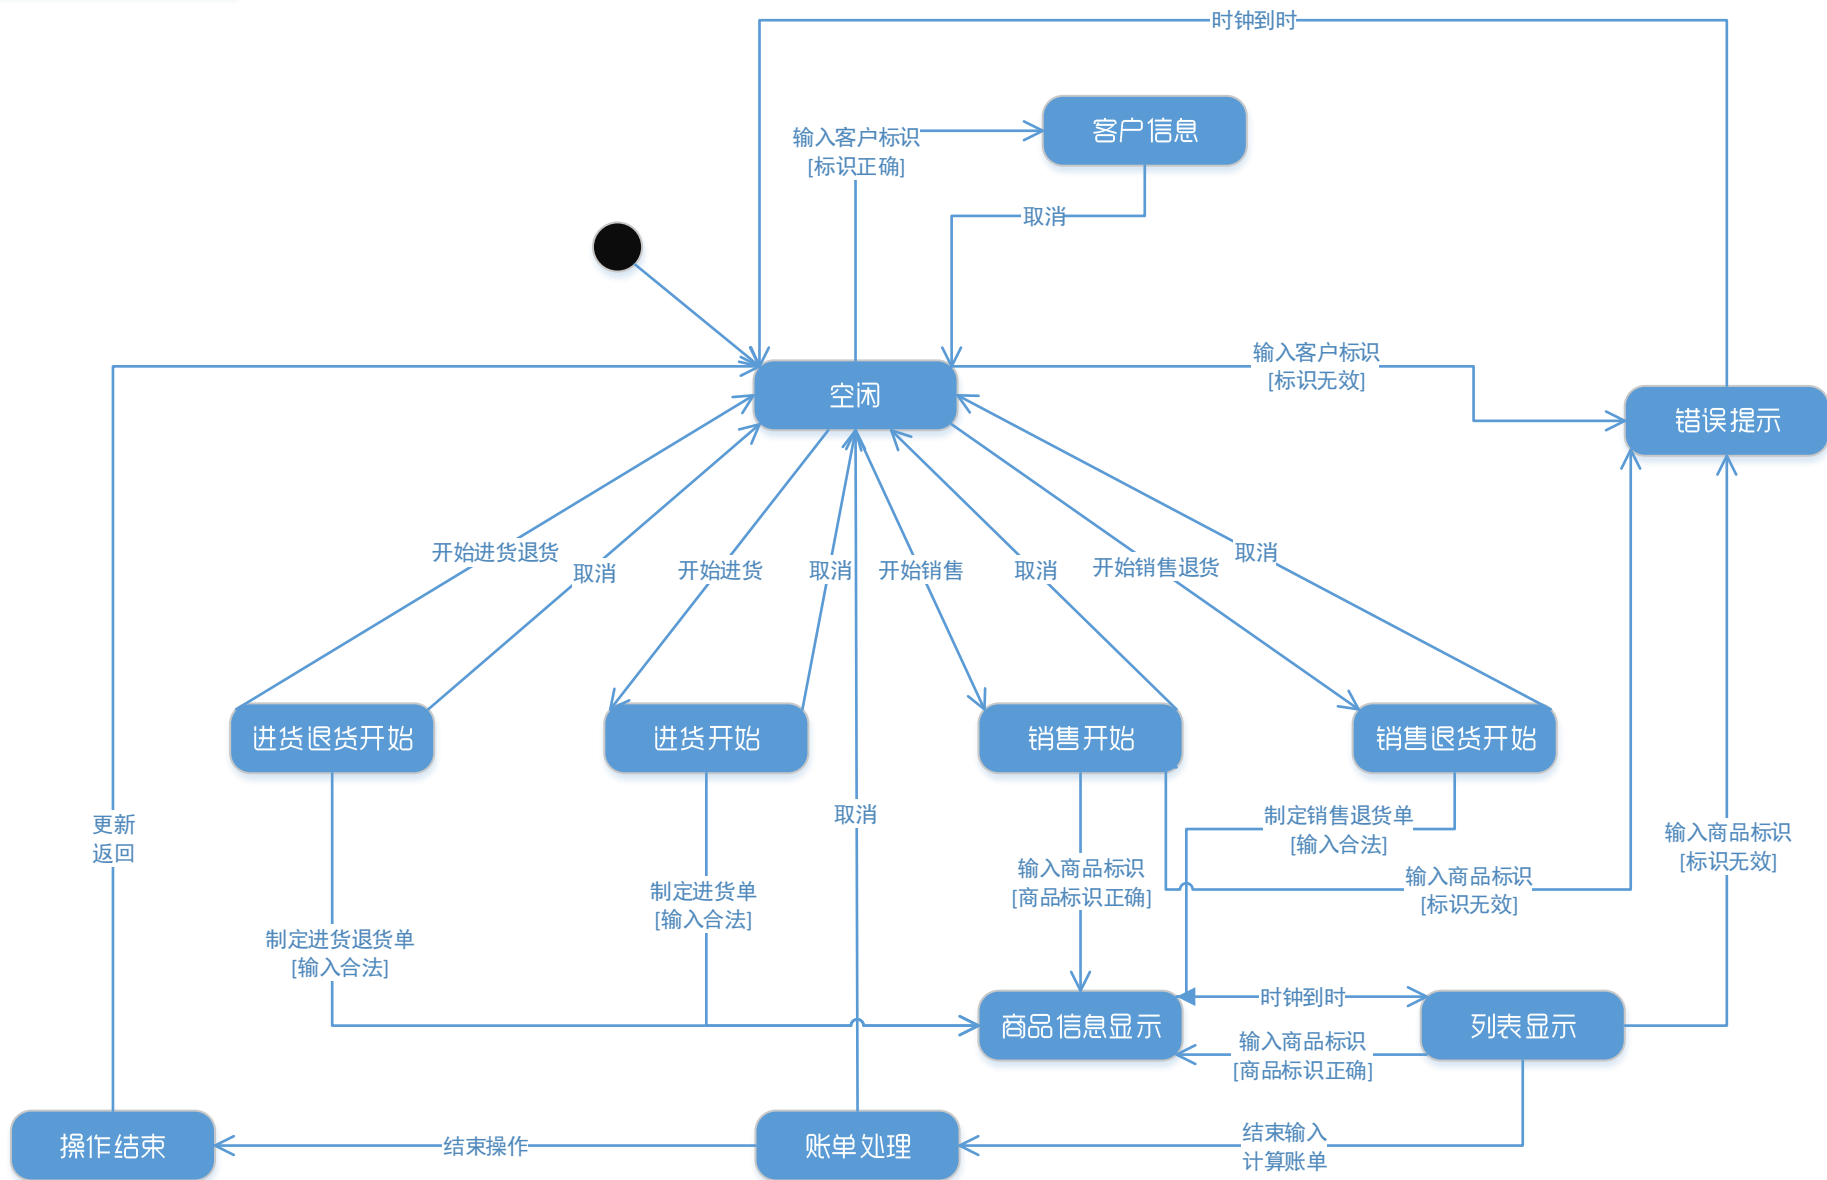 时钟到时
客户信息
输入客户标识
[标识正确]
取消
输入客户标识
[标识无效]
空闲
错误提示
开始进货退货
取消
开始进货
取消
开始销售
取消
开始销售退货
取消
进货退货开始
进货开始
销售开始
销售退货开始
更新
返回
取消
制定销售退货单
[输入合法]
输入商品标识
[标识无效]
输入商品标识
[商品标识正确]
输入商品标识
[标识无效]
制定进货单
[输入合法]
制定进货退货单
[输入合法]
时钟到时
商品信息显示
列表显示
输入商品标识
[商品标识正确]
操作结束
结束操作
账单处理
结束输入
计算账单